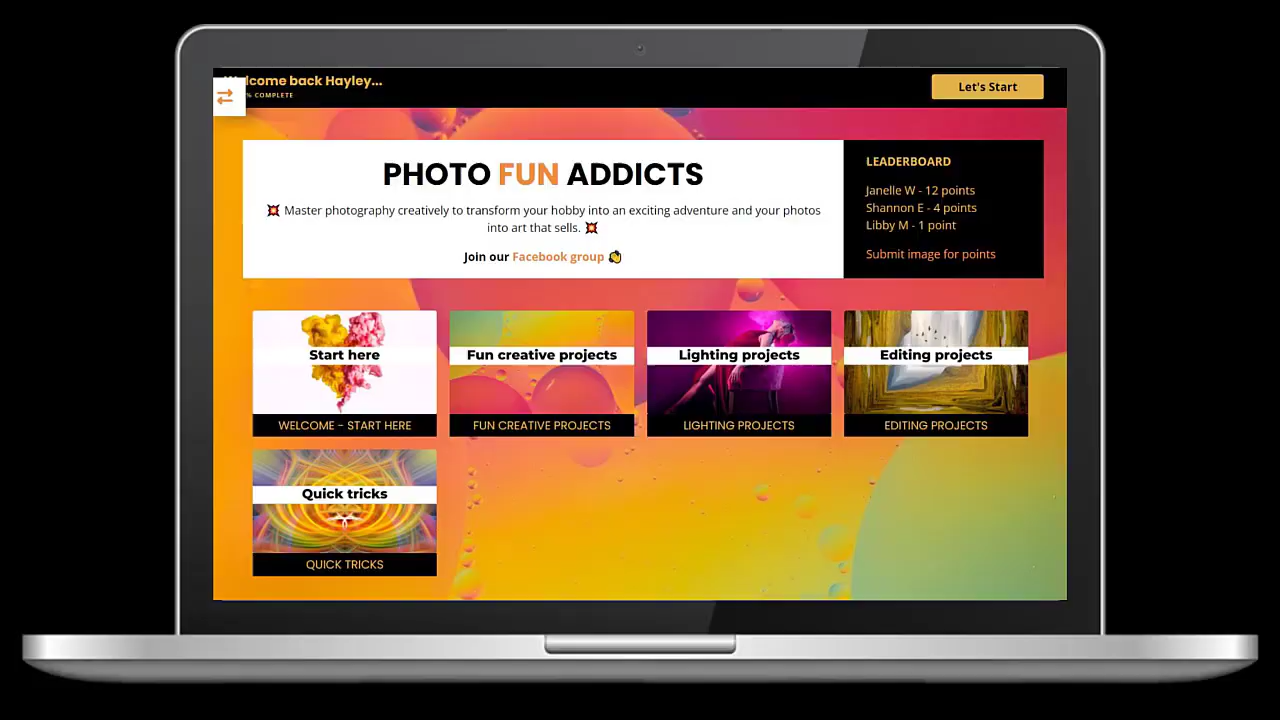 lcome back Hayley...
% COMPLETE
Let's Start
PHOTO FUN ADDICTS
💥 Master photography creatively to transform your hobby into an exciting adventure and your photos
into art that sells. 💥
Join our Facebook group 👏
LEADERBOARD
Janelle W - 12 points
Shannon E - 4 points
Libby M - 1 point
Submit image for points
Start here
WELCOME - START HERE
Fun creative projects
FUN CREATIVE PROJECTS
Lighting projects
LIGHTING PROJECTS
Editing projects
EDITING PROJECTS
Quick tricks
QUICK TRICKS